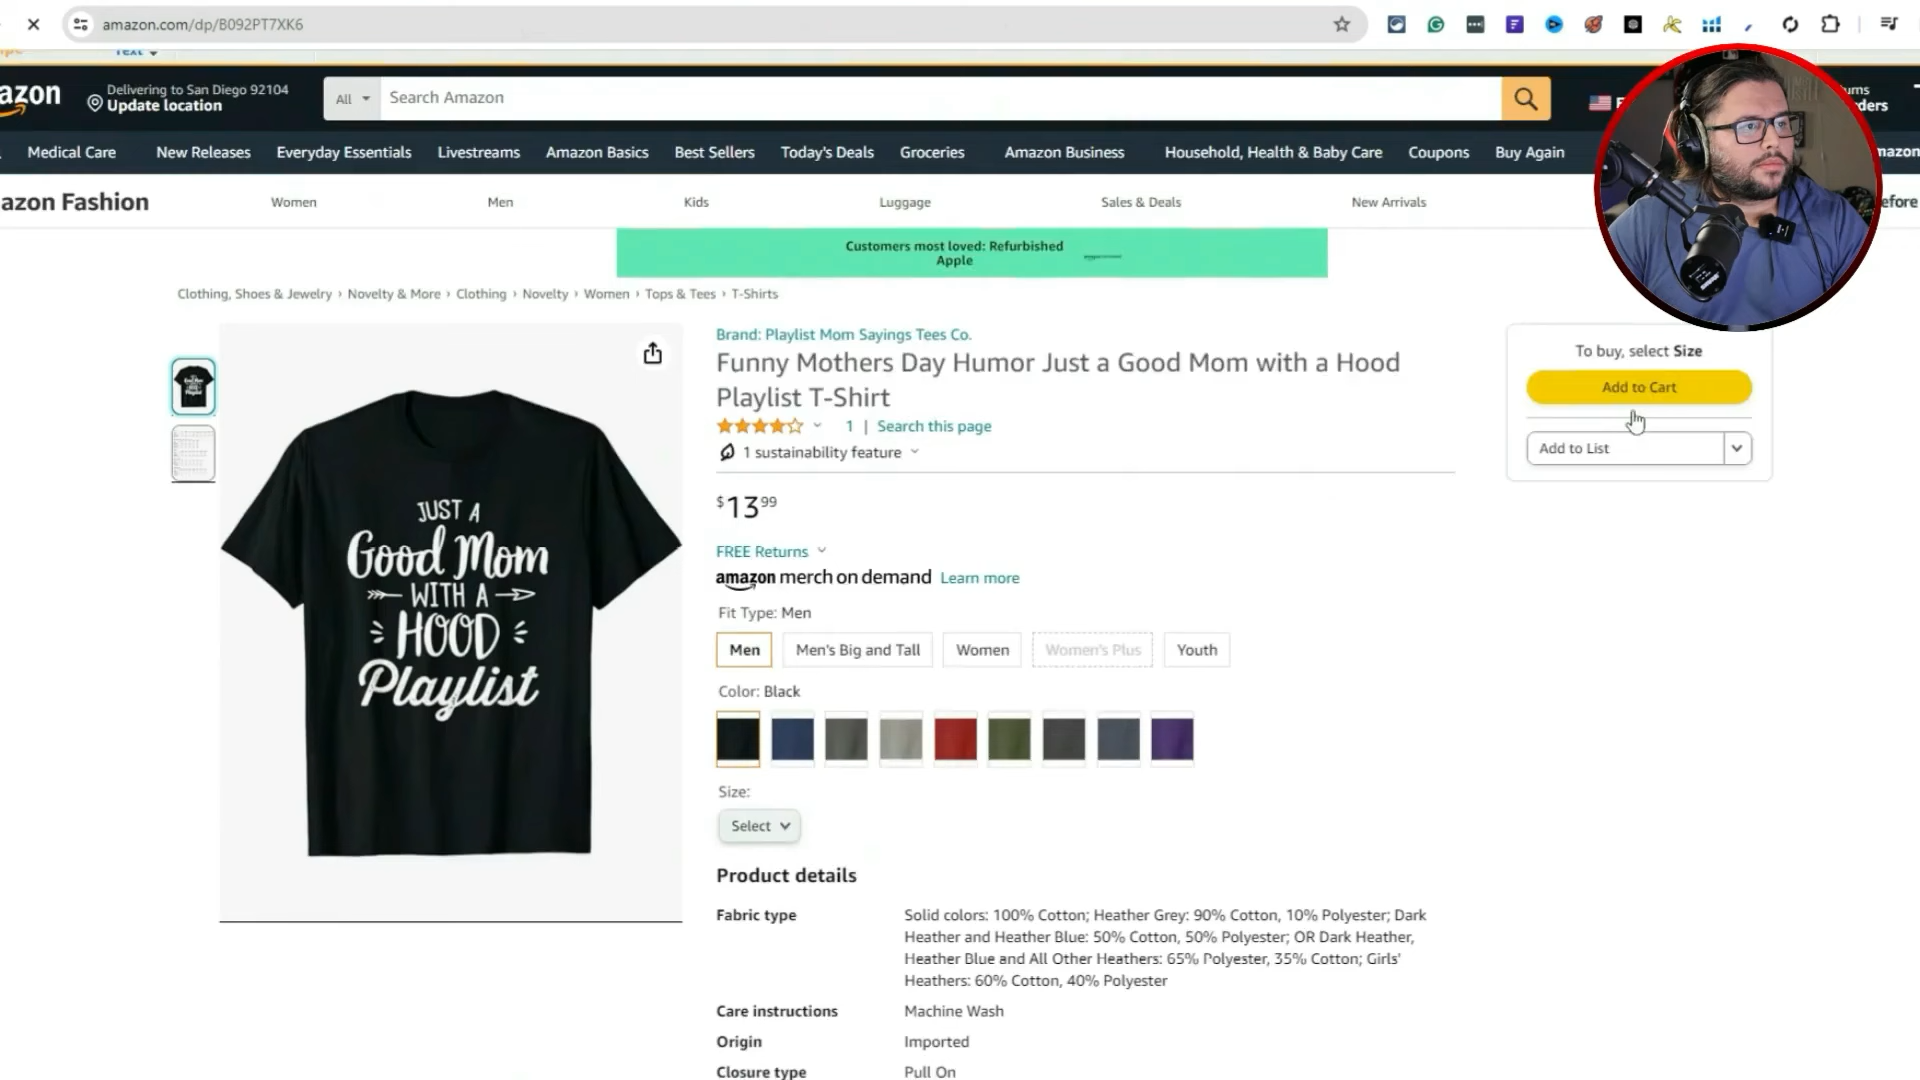 amazon.com/dp/B092PT7XK6
Text
azon
Delivering to San Diego 92104
Update location
All
Search Amazon
Medical Care
New Releases
Everyday Essentials
Livestreams
Amazon Basics
Best Sellers
Today's Deals
Groceries
Amazon Business
Household, Health & Baby Care
Coupons
Buy Again
azon Fashion
Women
Men
Kids
Luggage
Sales & Deals
New Arrivals
Customers most loved: Refurbished
Apple
Clothing, Shoes & Jewelry › Novelty & More › Clothing › Novelty › Women › Tops & Tees › T-Shirts
Brand: Playlist Mom Sayings Tees Co.
Funny Mothers Day Humor Just a Good Mom with a Hood
Playlist T-Shirt
1 | Search this page
1 sustainability feature
$13.99
FREE Returns
amazon merch on demand Learn more
Fit Type: Men
Men
Men's Big and Tall
Women
Women's Plus
Youth
Color: Black
Size:
Select
Product details
Fabric type
Solid colors: 100% Cotton; Heather Grey: 90% Cotton, 10% Polyester; Dark
Heather and Heather Blue: 50% Cotton, 50% Polyester; OR Dark Heather,
Heather Blue and All Other Heathers: 65% Polyester, 35% Cotton; Girls'
Heathers: 60% Cotton, 40% Polyester
Care instructions
Machine Wash
Origin
Imported
Closure type
Pull On
JUST A
Good Mom
WITH A
HOOD
Playlist
To buy, select Size
Add to Cart
Add to List